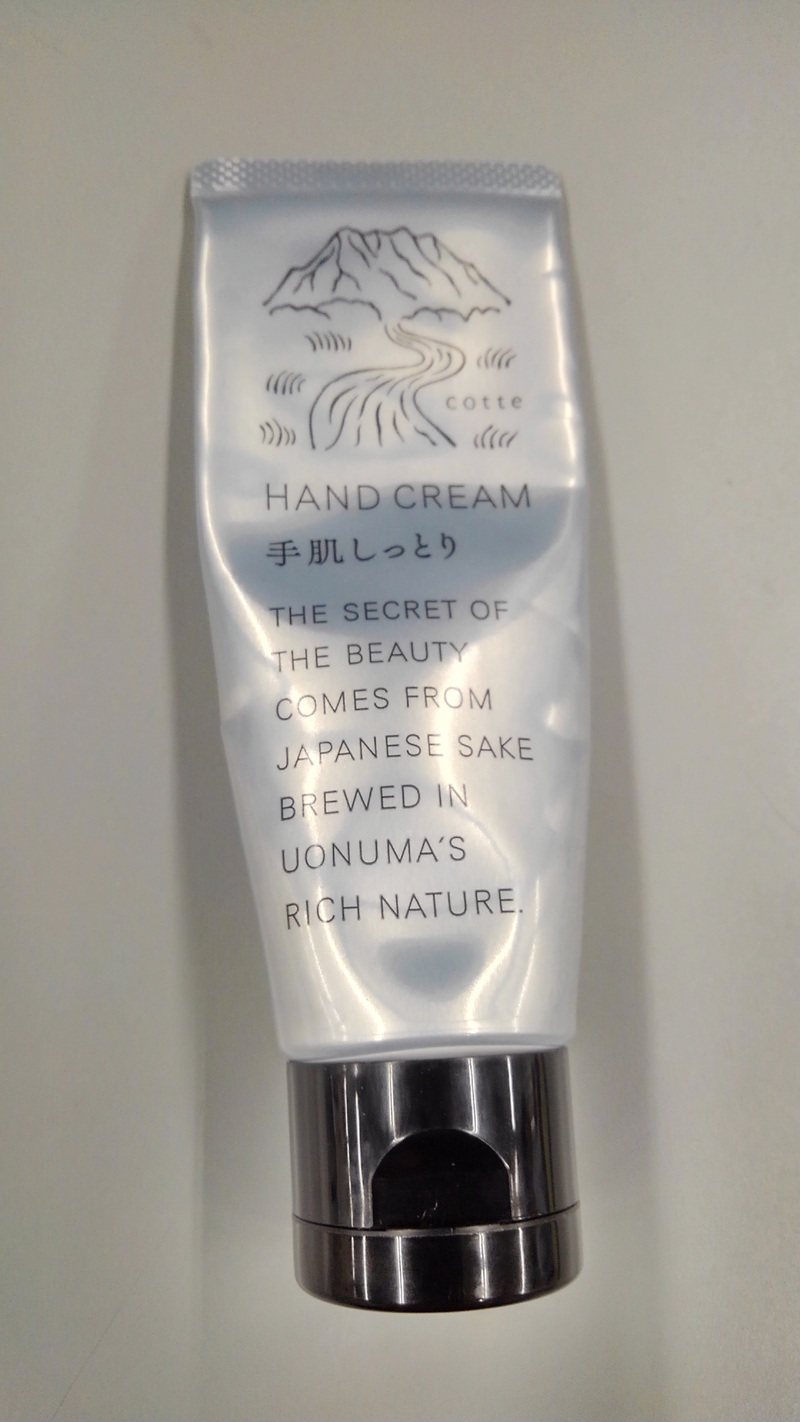 cotte
HAND CREAM
手肌しっとり
THE SECRET OF
THE BEAUTY
COMES FROM
JAPANESE SAKE
BREWED IN
UONUMA´S
RICH NATURE.